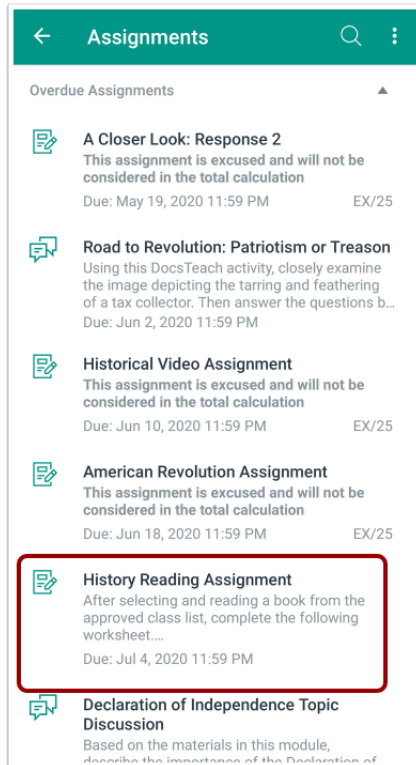 Assignments
Overdue Assignments
A Closer Look: Response 2
This assignment is excused and will not be
considered in the total calculation
Due: May 19, 2020 11:59 PM EX/25
Road to Revolution: Patriotism or Treason
Using this DocsTeach activity, closely examine
the image depicting the tarring and feathering
of a tax collector. Then answer the questions b...
Due: Jun 2, 2020 11:59 PM
Historical Video Assignment
This assignment is excused and will not be
considered in the total calculation
Due: Jun 10, 2020 11:59 PM EX/25
American Revolution Assignment
This assignment is excused and will not be
considered in the total calculation
Due: Jun 18, 2020 11:59 PM EX/25
History Reading Assignment
After selecting and reading a book from the
approved class list, complete the following
worksheet....
Due: Jul 4, 2020 11:59 PM
Declaration of Independence Topic
Discussion
Based on the materials in this module,
describe the importance of the Declaration of